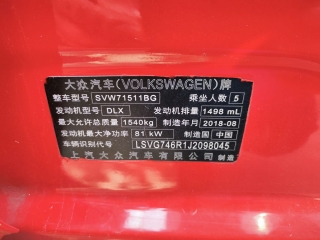 大众汽车(VOLKSWAGEN)牌
整车型号 SVW71511BG 乘坐人数 5
发动机型号 DLX 发动机排量 1498 mL
最大允许总质量 1540kg 制造年月 2018-08
发动机最大净功率 81 kW 制造国 中国
车辆识别代号 LSVG746R1J2098045
上汽大众汽车有限公司